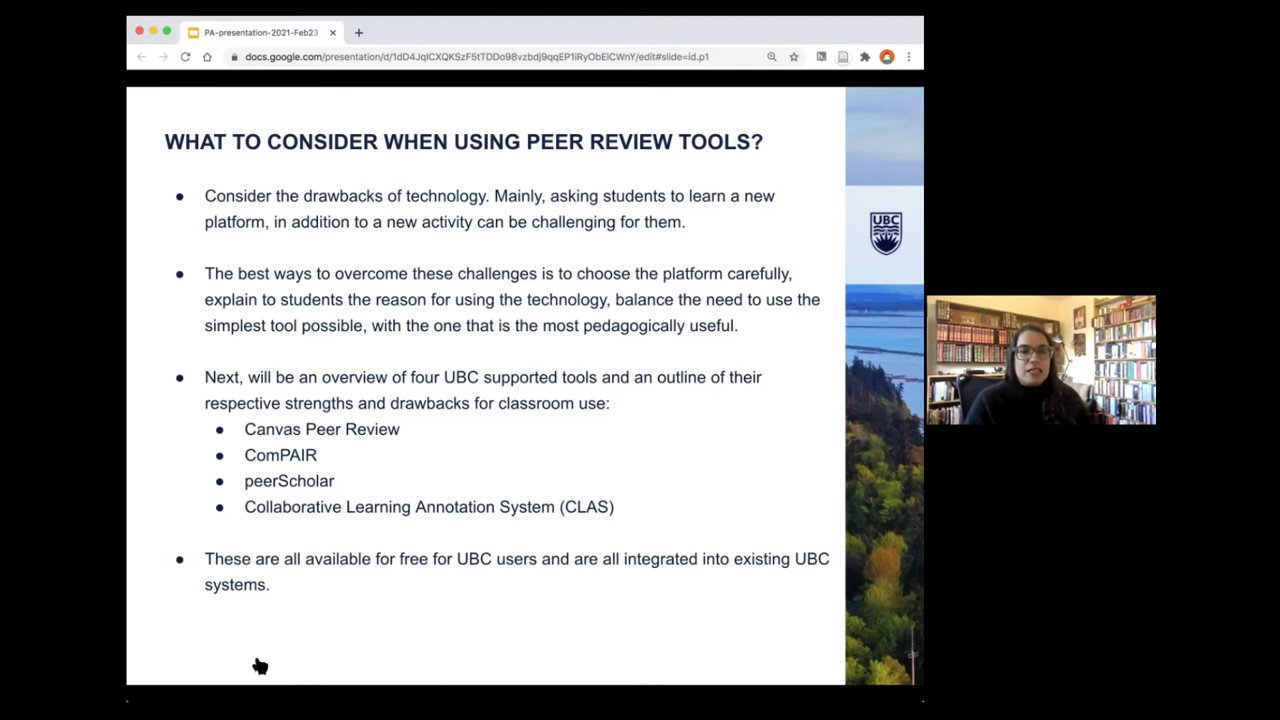 PA-presentation-2021-Feb23
docs.google.com/presentation/d/1dD4JqICXQKSzF5tTDDo98vzbdj9qqEP1iRyObElCWnY/edit#slide=id.p1
WHAT TO CONSIDER WHEN USING PEER REVIEW TOOLS?
● Consider the drawbacks of technology. Mainly, asking students to learn a new
platform, in addition to a new activity can be challenging for them.
● The best ways to overcome these challenges is to choose the platform carefully,
explain to students the reason for using the technology, balance the need to use the
simplest tool possible, with the one that is the most pedagogically useful.
● Next, will be an overview of four UBC supported tools and an outline of their
respective strengths and drawbacks for classroom use:
● Canvas Peer Review
● ComPAIR
● peerScholar
● Collaborative Learning Annotation System (CLAS)
● These are all available for free for UBC users and are all integrated into existing UBC
systems.
UBC